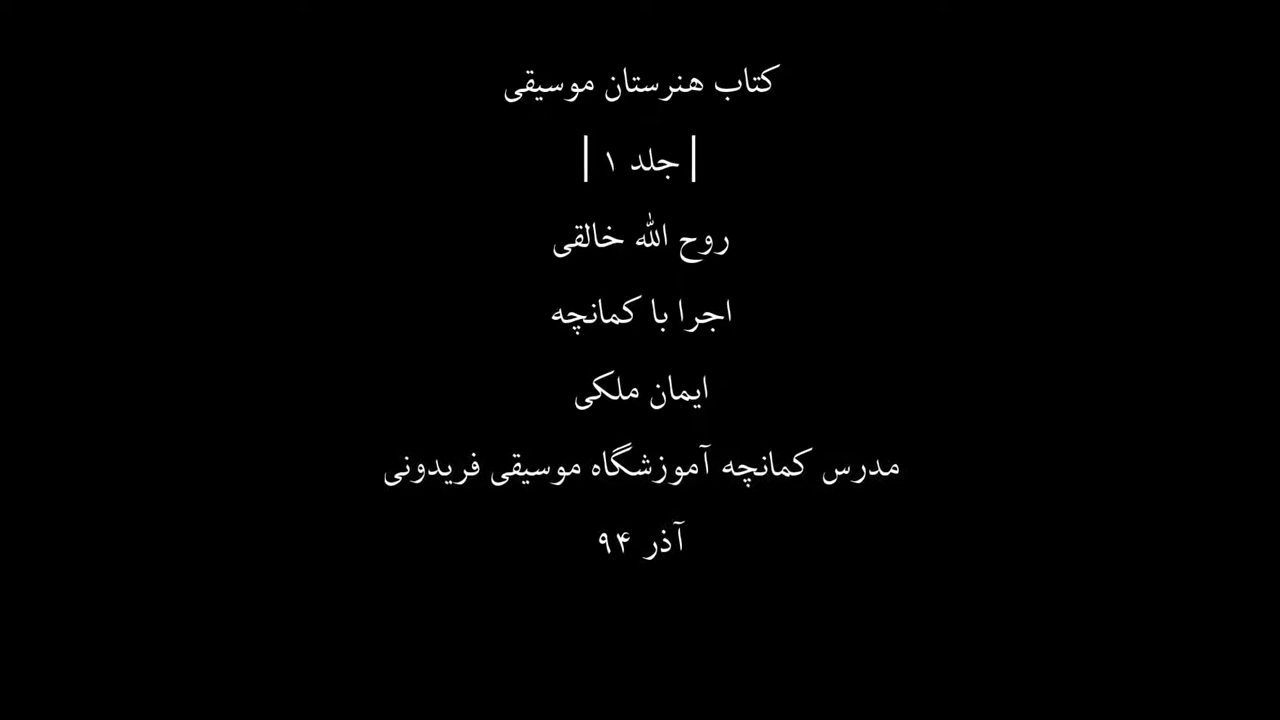 کتاب هنرستان موسیقی
| جلد ۱ |
روح الله خالقی
اجرا با کمانچه
ایمان ملکی
مدرس کمانچه آموزشگاه موسیقی فریدونی
آذر ۹۴